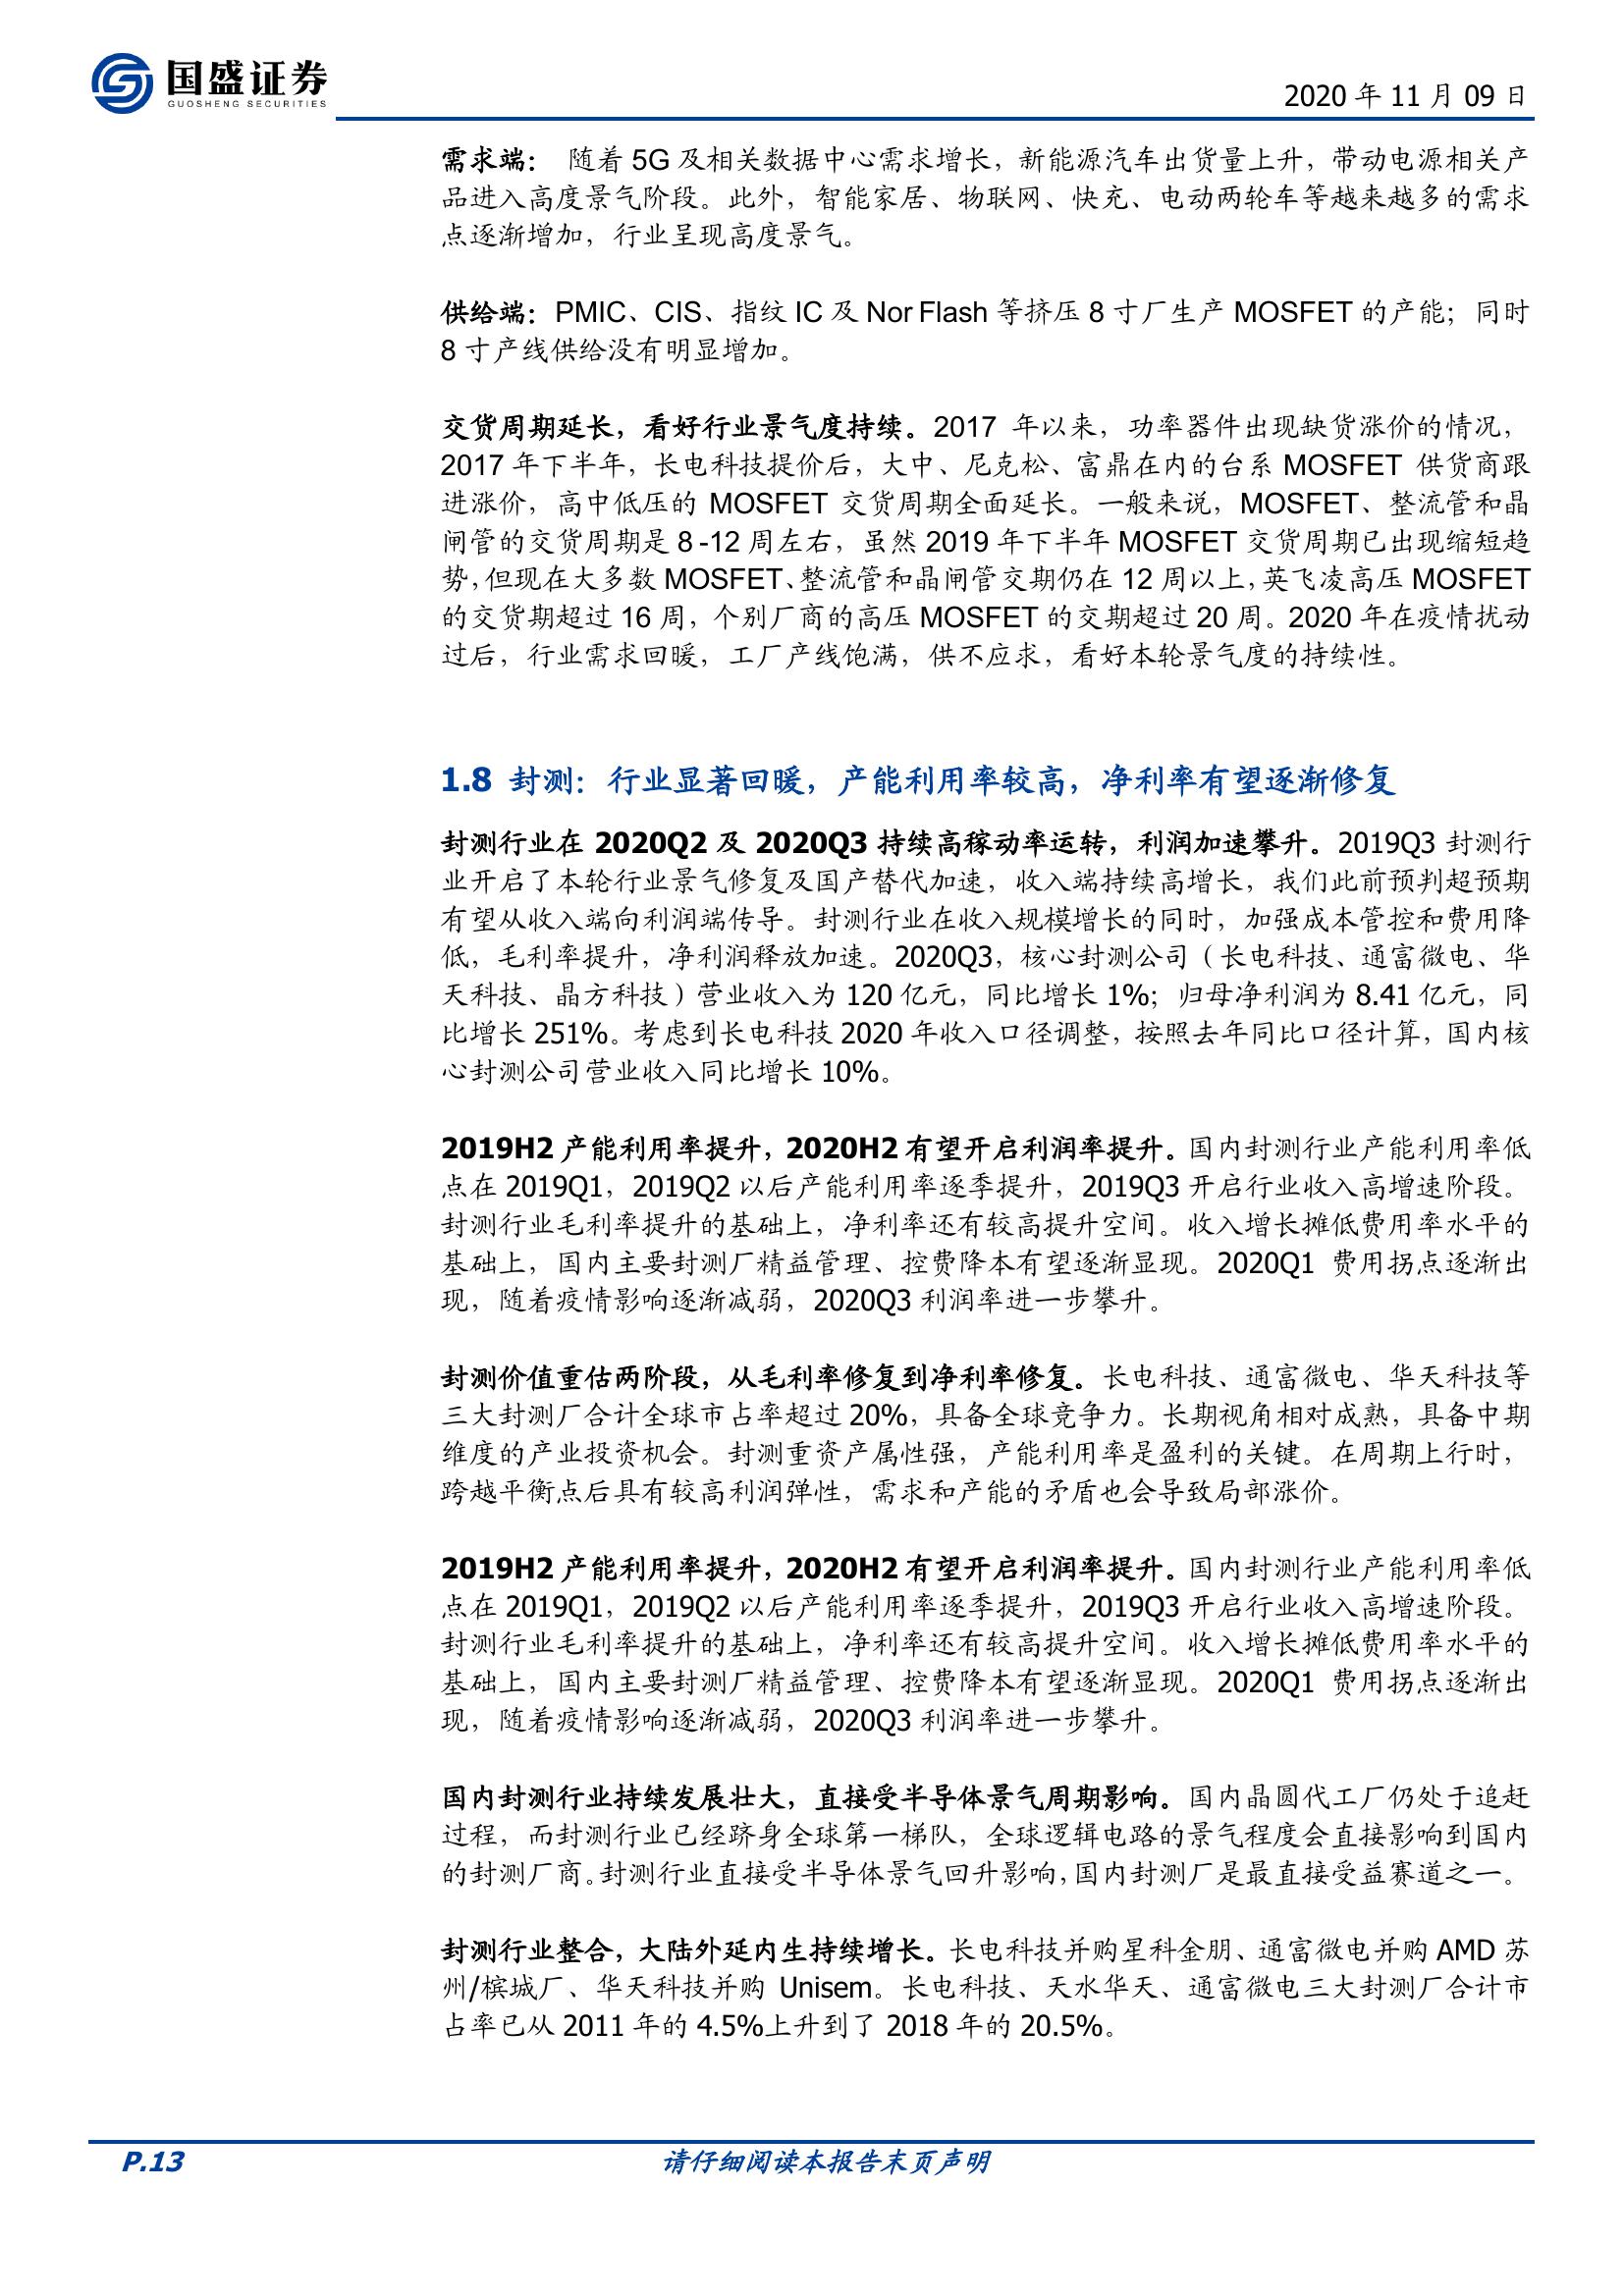 国盛证券
GUOSHENG SECURITIES
2020 年 11 月 09 日
需求端： 随着 5G 及相关数据中心需求增长，新能源汽车出货量上升，带动电源相关产
品进入高度景气阶段。此外，智能家居、物联网、快充、电动两轮车等越来越多的需求
点逐渐增加，行业呈现高度景气。
供给端：PMIC、CIS、指纹 IC 及 Nor Flash 等挤压 8 寸厂生产 MOSFET 的产能；同时
8 寸产线供给没有明显增加。
交货周期延长，看好行业景气度持续。2017 年以来，功率器件出现缺货涨价的情况，
2017 年下半年，长电科技提价后，大中、尼克松、富鼎在内的台系 MOSFET 供货商跟
进涨价，高中低压的 MOSFET 交货周期全面延长。一般来说，MOSFET、整流管和晶
闸管的交货周期是 8 -12 周左右，虽然 2019 年下半年 MOSFET 交货周期已出现缩短趋
势，但现在大多数 MOSFET、整流管和晶闸管交期仍在 12 周以上，英飞凌高压 MOSFET
的交货期超过 16 周，个别厂商的高压 MOSFET 的交期超过 20 周。2020 年在疫情扰动
过后，行业需求回暖，工厂产线饱满，供不应求，看好本轮景气度的持续性。
1.8 封测：行业显著回暖，产能利用率较高，净利率有望逐渐修复
封测行业在 2020Q2 及 2020Q3 持续高稼动率运转，利润加速攀升。2019Q3 封测行
业开启了本轮行业景气修复及国产替代加速，收入端持续高增长，我们此前预判超预期
有望从收入端向利润端传导。封测行业在收入规模增长的同时，加强成本管控和费用降
低，毛利率提升，净利润释放加速。2020Q3，核心封测公司（长电科技、通富微电、华
天科技、晶方科技）营业收入为 120 亿元，同比增长 1%；归母净利润为 8.41 亿元，同
比增长 251%。考虑到长电科技 2020 年收入口径调整，按照去年同比口径计算，国内核
心封测公司营业收入同比增长 10%。
2019H2 产能利用率提升，2020H2 有望开启利润率提升。国内封测行业产能利用率低
点在 2019Q1，2019Q2 以后产能利用率逐季提升，2019Q3 开启行业收入高增速阶段。
封测行业毛利率提升的基础上，净利率还有较高提升空间。收入增长摊低费用率水平的
基础上，国内主要封测厂精益管理、控费降本有望逐渐显现。2020Q1 费用拐点逐渐出
现，随着疫情影响逐渐减弱，2020Q3 利润率进一步攀升。
封测价值重估两阶段，从毛利率修复到净利率修复。长电科技、通富微电、华天科技等
三大封测厂合计全球市占率超过 20%，具备全球竞争力。长期视角相对成熟，具备中期
维度的产业投资机会。封测重资产属性强，产能利用率是盈利的关键。在周期上行时，
跨越平衡点后具有较高利润弹性，需求和产能的矛盾也会导致局部涨价。
2019H2 产能利用率提升，2020H2 有望开启利润率提升。国内封测行业产能利用率低
点在 2019Q1，2019Q2 以后产能利用率逐季提升，2019Q3 开启行业收入高增速阶段。
封测行业毛利率提升的基础上，净利率还有较高提升空间。收入增长摊低费用率水平的
基础上，国内主要封测厂精益管理、控费降本有望逐渐显现。2020Q1 费用拐点逐渐出
现，随着疫情影响逐渐减弱，2020Q3 利润率进一步攀升。
国内封测行业持续发展壮大，直接受半导体景气周期影响。国内晶圆代工厂仍处于追赶
过程，而封测行业已经跻身全球第一梯队，全球逻辑电路的景气程度会直接影响到国内
的封测厂商。封测行业直接受半导体景气回升影响，国内封测厂是最直接受益赛道之一。
封测行业整合，大陆外延内生持续增长。长电科技并购星科金朋、通富微电并购 AMD 苏
州/槟城厂、华天科技并购 Unisem。长电科技、天水华天、通富微电三大封测厂合计市
占率已从 2011 年的 4.5%上升到了 2018 年的 20.5%。
P.13
请仔细阅读本报告末页声明